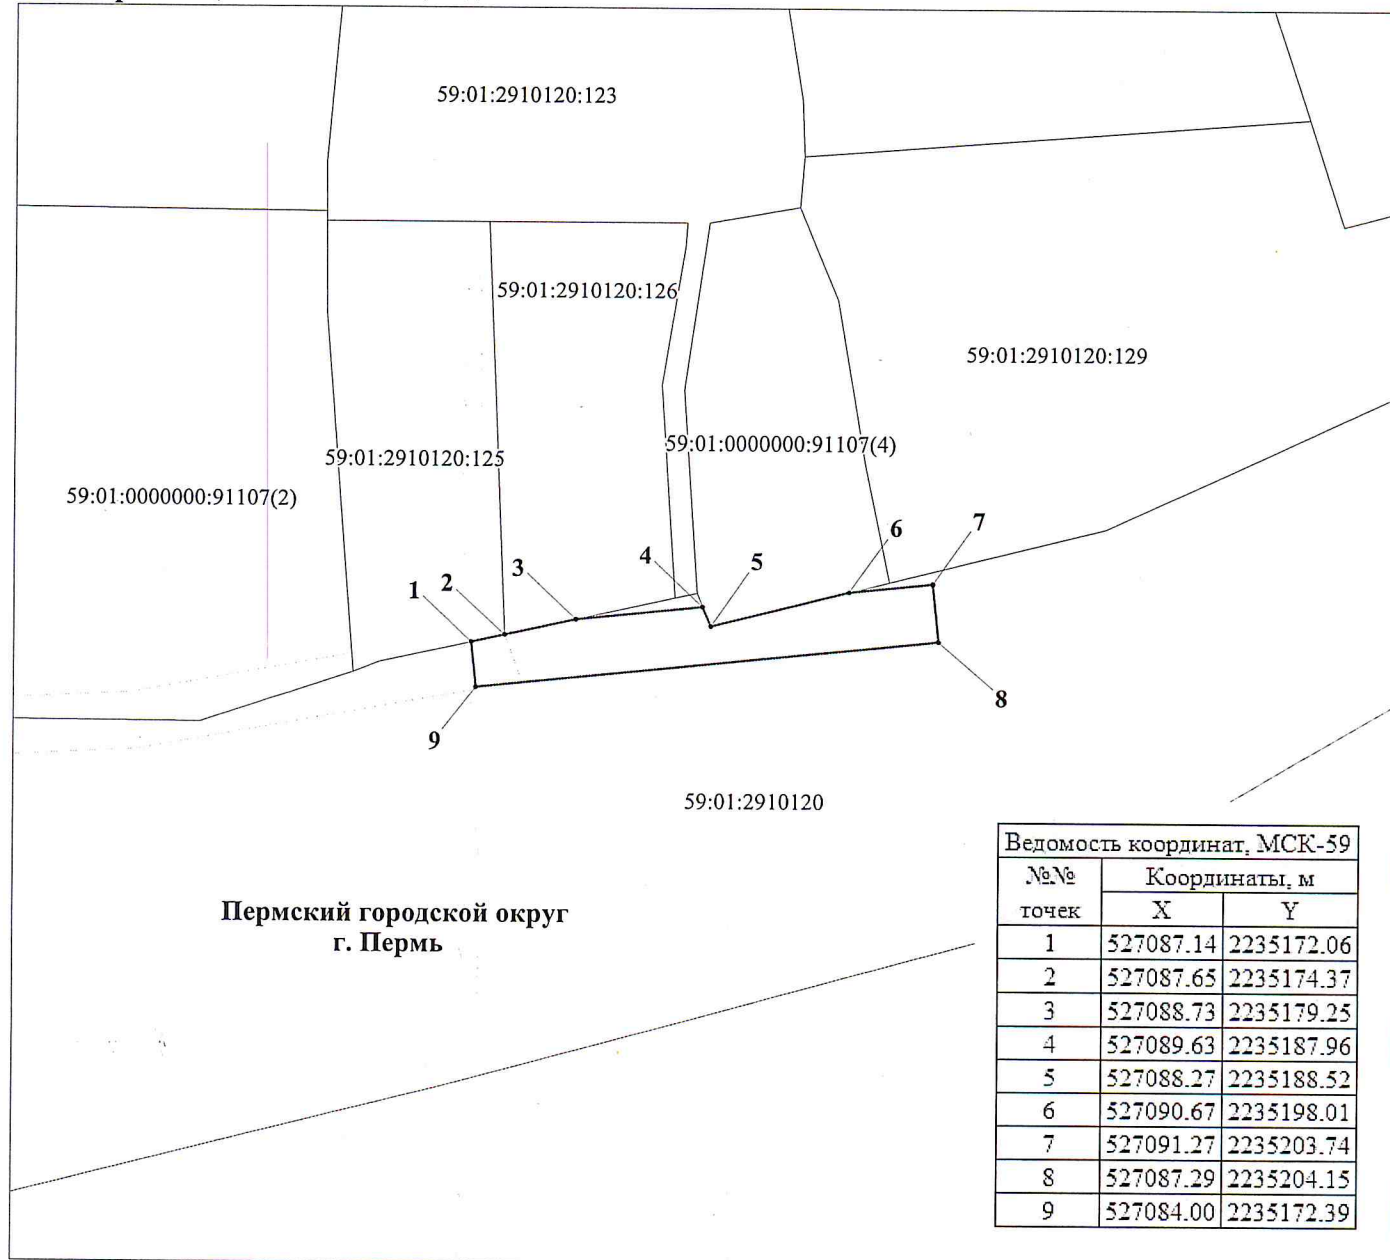 59:01:2910120:123
59:01:2910120:126
59:01:2910120:129
59:01:0000000:91107(4)
59:01:2910120:125
59:01:0000000:91107(2)
1
2
3
4
5
6
7
8
9
59:01:2910120
Пермский городской округ
г. Пермь
Ведомость координат, МСК-59
№№ точек Координаты, м
X Y
1 527087.14 2235172.06
2 527087.65 2235174.37
3 527088.73 2235179.25
4 527089.63 2235187.96
5 527088.27 2235188.52
6 527090.67 2235198.01
7 527091.27 2235203.74
8 527087.29 2235204.15
9 527084.00 2235172.39